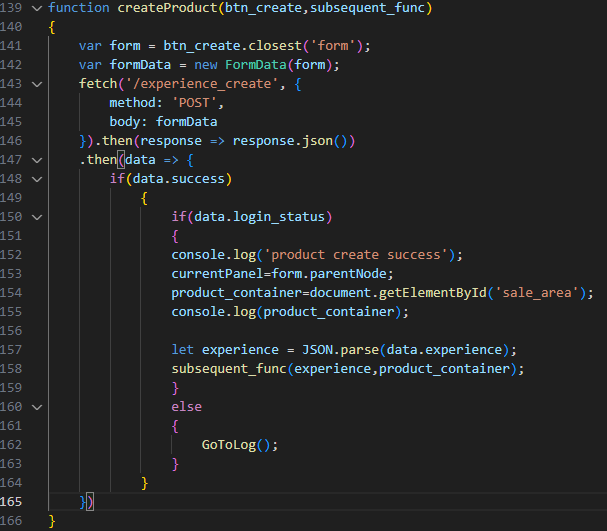 139 function createProduct(btn_create,subsequent_func)
140 {
141     var form = btn_create.closest('form');
142     var formData = new FormData(form);
143     fetch('/experience_create', {
144         method: 'POST',
145         body: formData
146     }).then(response => response.json())
147     .then(data => {
148         if(data.success)
149             {
150                 if(data.login_status)
151                 {
152                 console.log('product create success');
153                 currentPanel=form.parentNode;
154                 product_container=document.getElementById('sale_area');
155                 console.log(product_container);
156
157                 let experience = JSON.parse(data.experience);
158                 subsequent_func(experience,product_container);
159                 }
160                 else
161                 {
162                     GoToLog();
163                 }
164             }
165     })
166 }